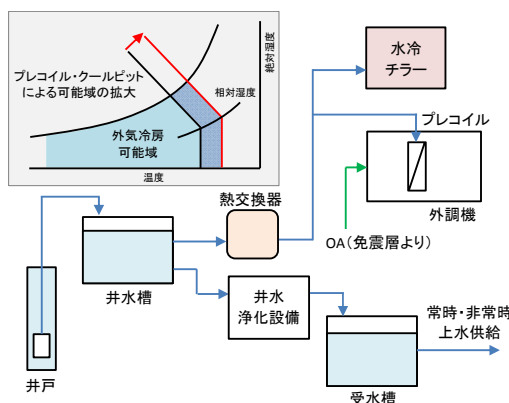 プレコイル・クールピット
による可能域の拡大
相対湿度
絶対湿度
外気冷房
可能域
温度
水冷
チラー
プレコイル
外調機
OA(免震層より)
熱交換器
井水槽
井戸
井水
浄化設備
常時・非常時
上水供給
受水槽